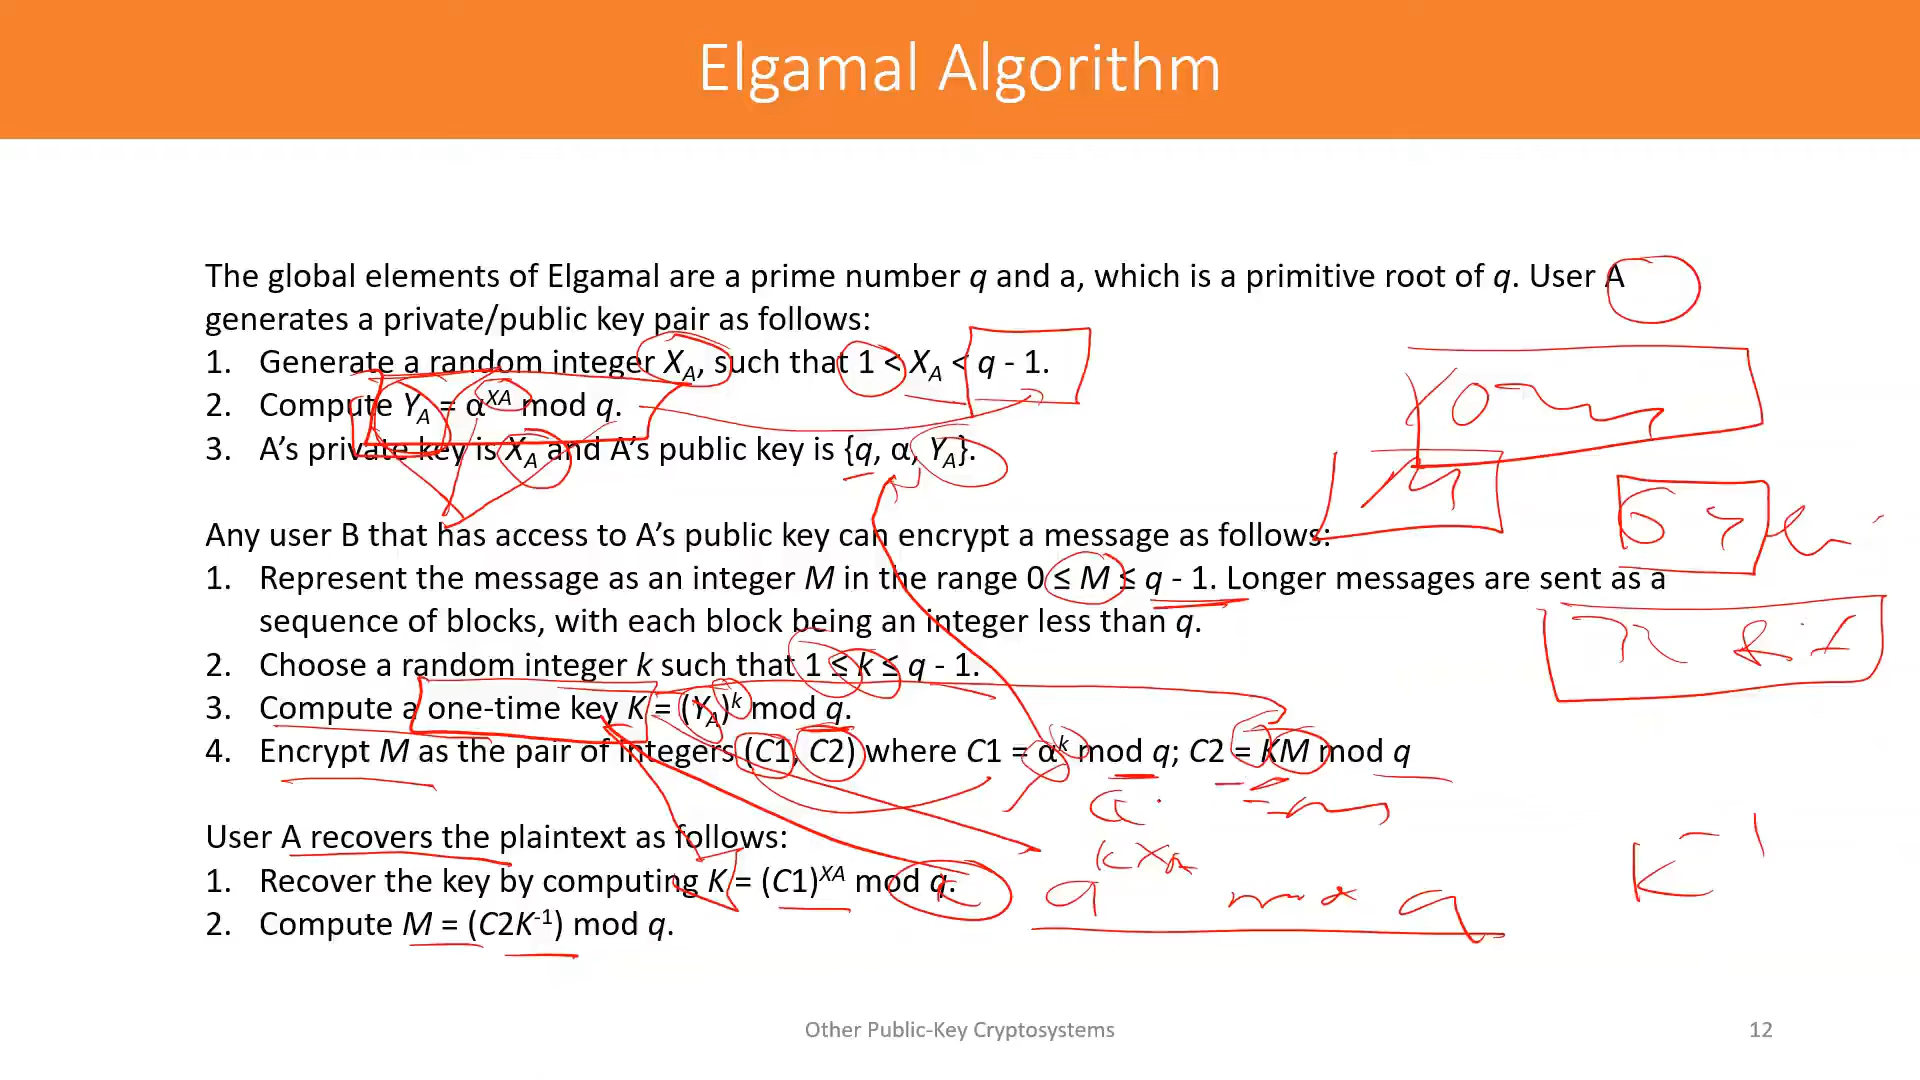 Elgamal Algorithm
The global elements of Elgamal are a prime number q and a, which is a primitive root of q. User A
generates a private/public key pair as follows:
1. Generate a random integer XA, such that 1 < XA < q - 1.
2. Compute YA = α^XA mod q.
3. A’s private key is XA and A’s public key is {q, α, YA}.
Any user B that has access to A’s public key can encrypt a message as follows:
1. Represent the message as an integer M in the range 0 ≤ M ≤ q - 1. Longer messages are sent as a
sequence of blocks, with each block being an integer less than q.
2. Choose a random integer k such that 1 ≤ k ≤ q - 1.
3. Compute a one-time key K = (YA)^k mod q.
4. Encrypt M as the pair of integers (C1, C2) where C1 = α^k mod q; C2 = KM mod q
User A recovers the plaintext as follows:
1. Recover the key by computing K = (C1)^XA mod q.
2. Compute M = (C2K^-1) mod q.
K^-1
Other Public-Key Cryptosystems
12